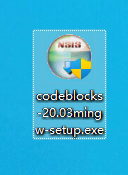 NSIS
codeblocks
-20.03ming
w-setup.exe